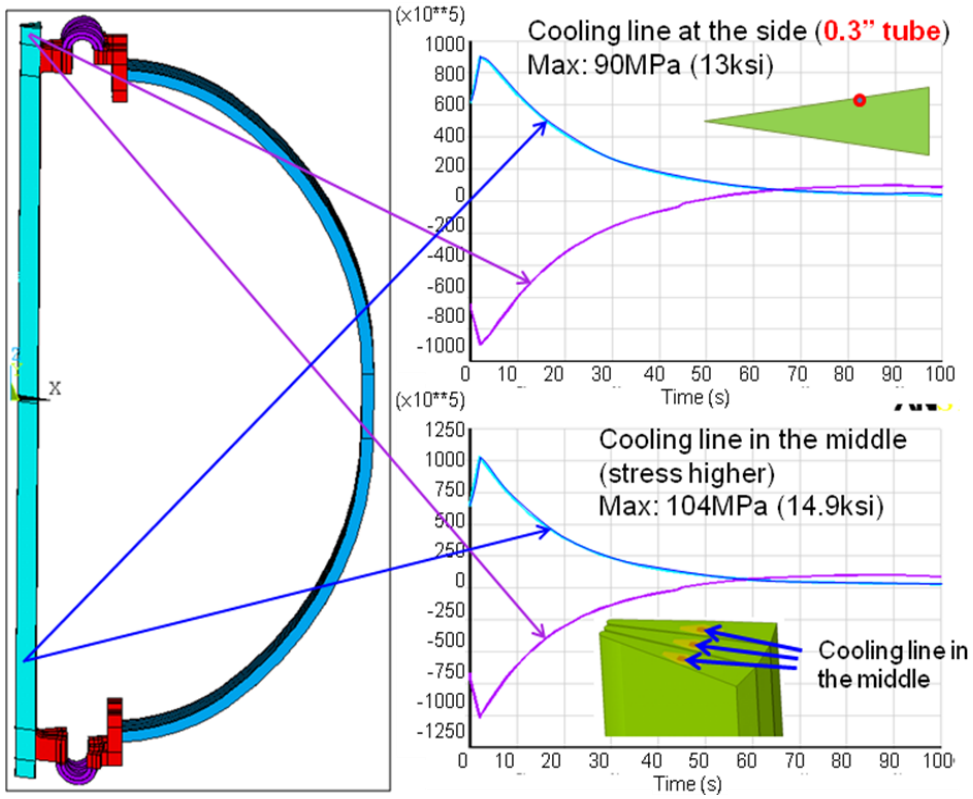 (x10**5)
Cooling line at the side (0.3" tube)
Max: 90MPa (13ksi)
1000
800
600
400
200
0
-200
-400
-600
-800
-1000
0 10 20 30 40 50 60 70 80 90 100
Time (s)
2
X
(x10**5)
Cooling line in the middle
(stress higher)
Max: 104MPa (14.9ksi)
1250
1000
750
500
250
0
-250
-500
-750
-1000
-1250
Cooling line in
the middle
0 10 20 30 40 50 60 70 80 90 100
Time (s)